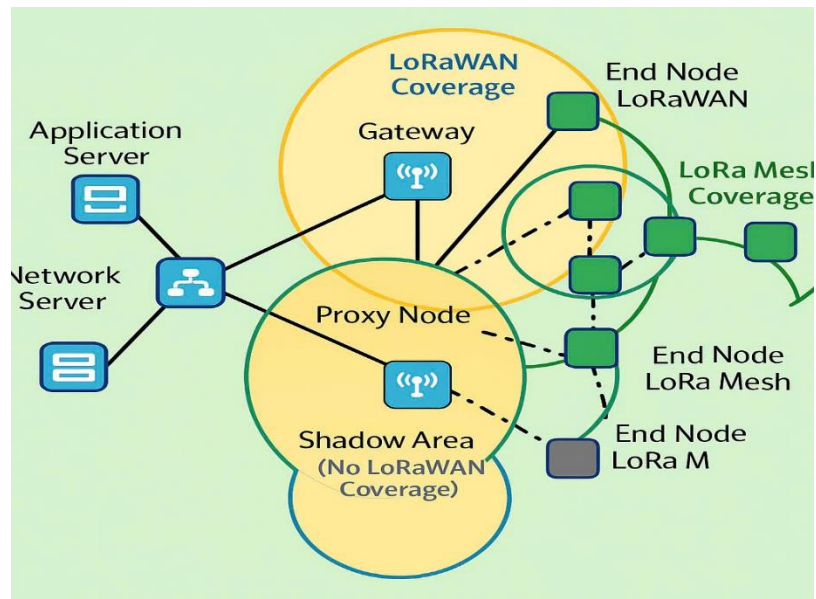 LoRaWAN
Coverage
End Node
LoRaWAN
Application
Server
Gateway
LoRa Mesh
Coverage
Network
Server
Proxy Node
End Node
LoRa Mesh
Shadow Area
(No LoRaWAN
Coverage)
End Node
LoRa M